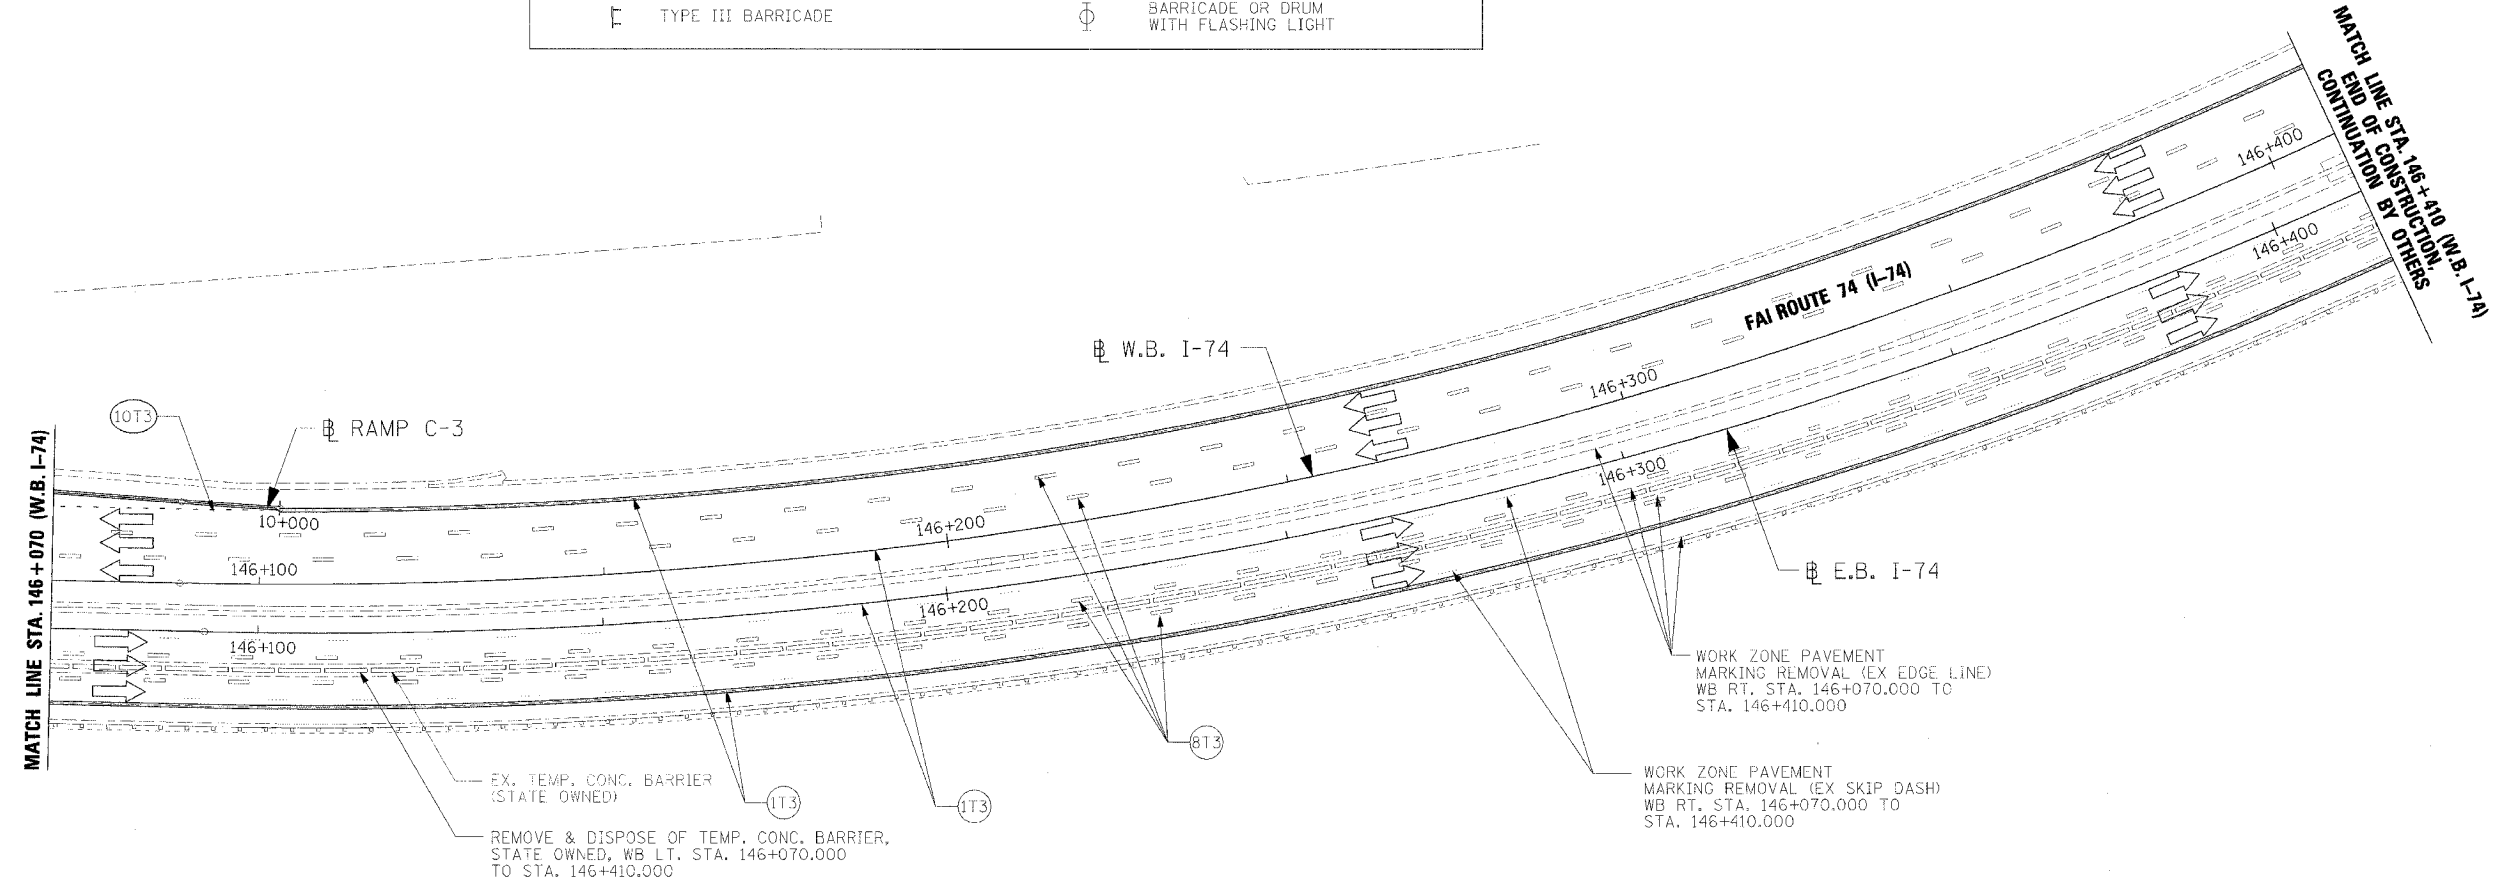 TYPE III BARRICADE
BARRICADE OR DRUM
WITH FLASHING LIGHT
MATCH LINE STA. 146+410 (W.B. I-74)
END OF CONSTRUCTION,
CONTINUATION BY OTHERS
146+400
146+400
FAI ROUTE 74 (I-74)
℄ W.B. I-74
146+300
146+300
10T3
℄ RAMP C-3
MATCH LINE STA. 146+070 (W.B. I-74)
10+000
146+200
146+100
146+200
146+100
℄ E.B. I-74
WORK ZONE PAVEMENT
MARKING REMOVAL (EX EDGE LINE)
WB RT. STA. 146+070.000 TO
STA. 146+410.000
8T3
WORK ZONE PAVEMENT
MARKING REMOVAL (EX SKIP DASH)
WB RT. STA. 146+070.000 TO
STA. 146+410.000
EX. TEMP. CONC. BARRIER
(STATE OWNED)
1T3
1T3
REMOVE & DISPOSE OF TEMP. CONC. BARRIER,
STATE OWNED, WB LT. STA. 146+070.000
TO STA. 146+410.000